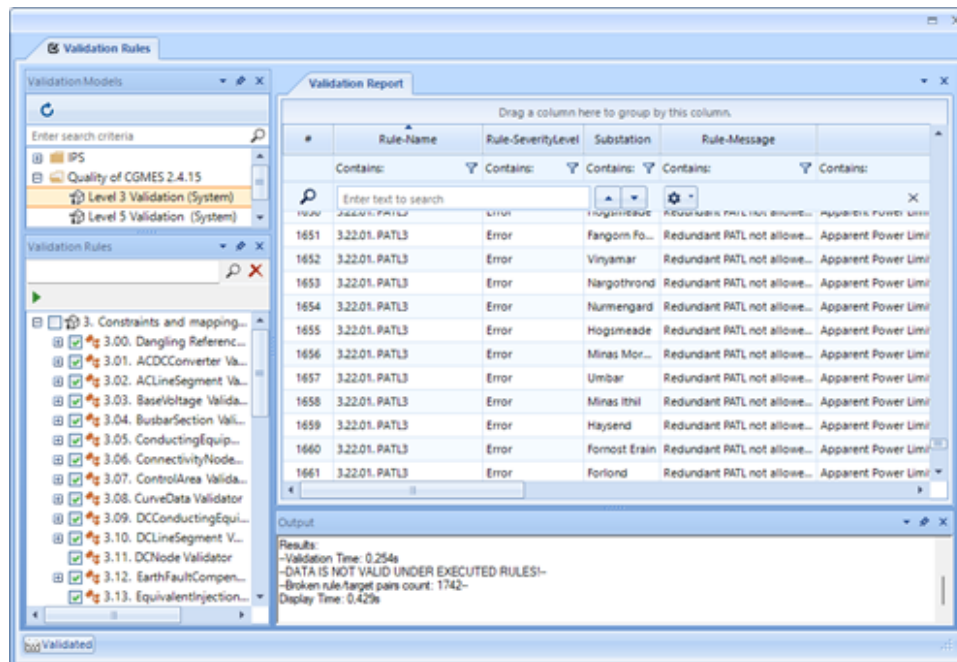 Validation Rules
Validation Models
Enter search criteria
IPS
Quality of CGMES 2.4.15
Level 3 Validation (System)
Level 5 Validation (System)
Validation Rules
3. Constraints and mapping...
3.00. Dangling Referenc...
3.01. ACDCConverter Va...
3.02. ACLineSegment Va...
3.03. BaseVoltage Valida...
3.04. BusbarSection Vali...
3.05. ConductingEquip...
3.06. ConnectivityNode...
3.07. ControlArea Valida...
3.08. CurveData Validator
3.09. DCConductingEqui...
3.10. DCLineSegment V...
3.11. DCNode Validator
3.12. EarthFaultCompen...
3.13. EquivalentInjection...
Validation Report
Drag a column here to group by this column.
# Rule-Name Rule-SeverityLevel Substation Rule-Message
Contains: Contains: Contains: Contains: Contains:
Enter text to search
1650 3.22.01. PATL3 Error Hogsmeade Redundant PATL not allowe... Apparent Power Limi
1651 3.22.01. PATL3 Error Fangorn Fo... Redundant PATL not allowe... Apparent Power Limi
1652 3.22.01. PATL3 Error Vinyamar Redundant PATL not allowe... Apparent Power Limi
1653 3.22.01. PATL3 Error Nargothrond Redundant PATL not allowe... Apparent Power Limi
1654 3.22.01. PATL3 Error Nurmengard Redundant PATL not allowe... Apparent Power Limi
1655 3.22.01. PATL3 Error Hogsmeade Redundant PATL not allowe... Apparent Power Limi
1656 3.22.01. PATL3 Error Minas Mor... Redundant PATL not allowe... Apparent Power Limi
1657 3.22.01. PATL3 Error Umbar Redundant PATL not allowe... Apparent Power Limi
1658 3.22.01. PATL3 Error Minas Ithil Redundant PATL not allowe... Apparent Power Limi
1659 3.22.01. PATL3 Error Haysend Redundant PATL not allowe... Apparent Power Limi
1660 3.22.01. PATL3 Error Fornost Erain Redundant PATL not allowe... Apparent Power Limi
1661 3.22.01. PATL3 Error Forlond Redundant PATL not allowe... Apparent Power Limi
Output
Results:
--Validation Time: 0,254s
--DATA IS NOT VALID UNDER EXECUTED RULES!--
--Broken rule/target pairs count: 1742--
Display Time: 0,429s
Validated